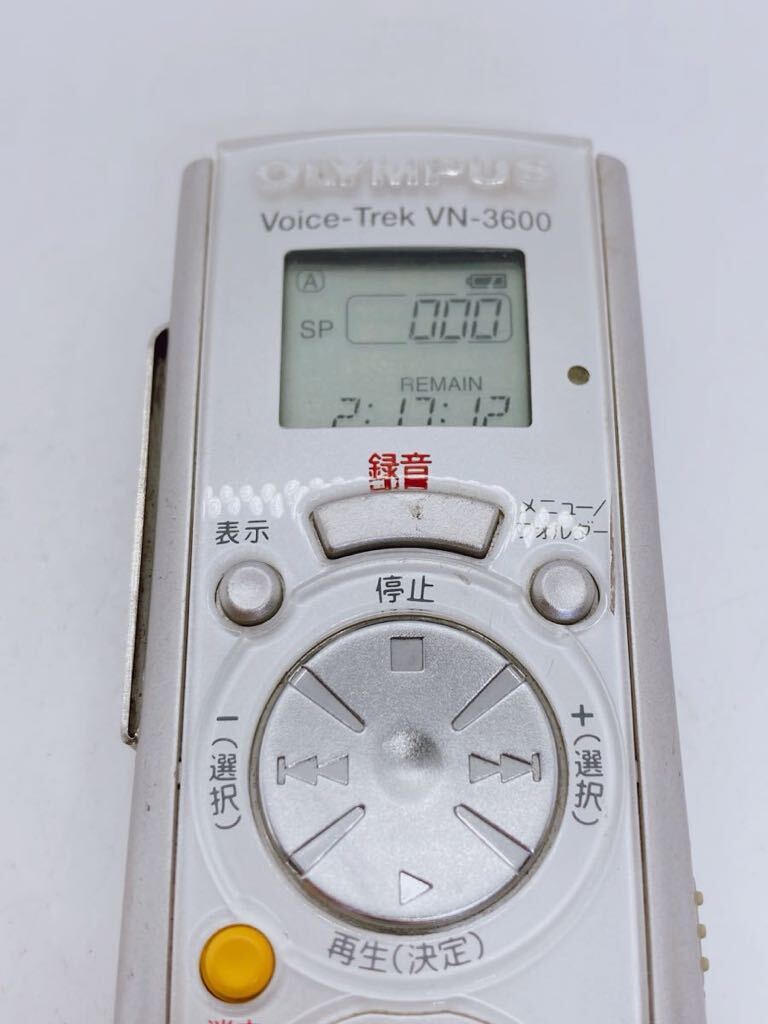 OLYMPUS
Voice-Trek VN-3600
A
SP 000
REMAIN
2:17:12
録音
表示
メニュー/
フォルダー
停止
-(選択)
+(選択)
再生(決定)